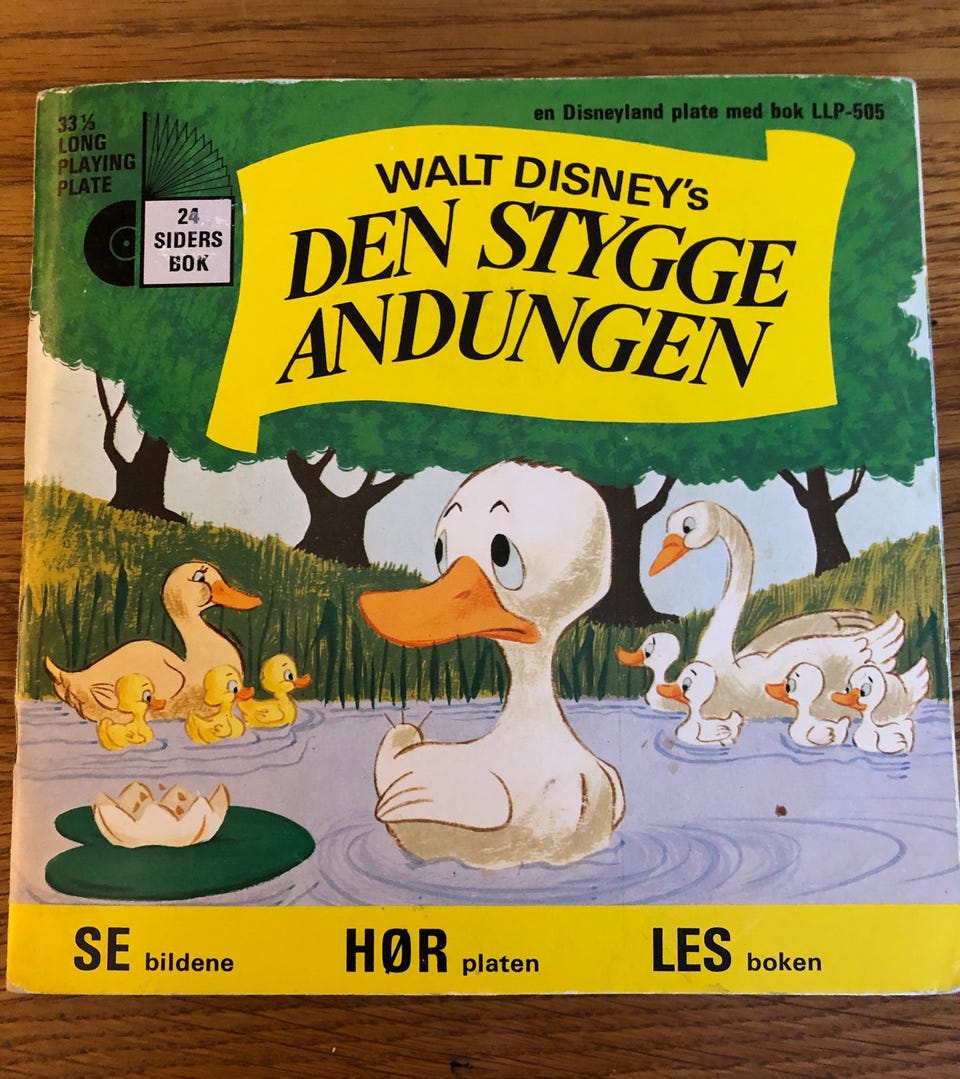 en Disneyland plate med bok LLP-505
33⅓
LONG
PLAYING
PLATE
24
SIDERS
BOK
WALT DISNEY's
DEN STYGGE
ANDUNGEN
SE bildene HØR platen LES boken